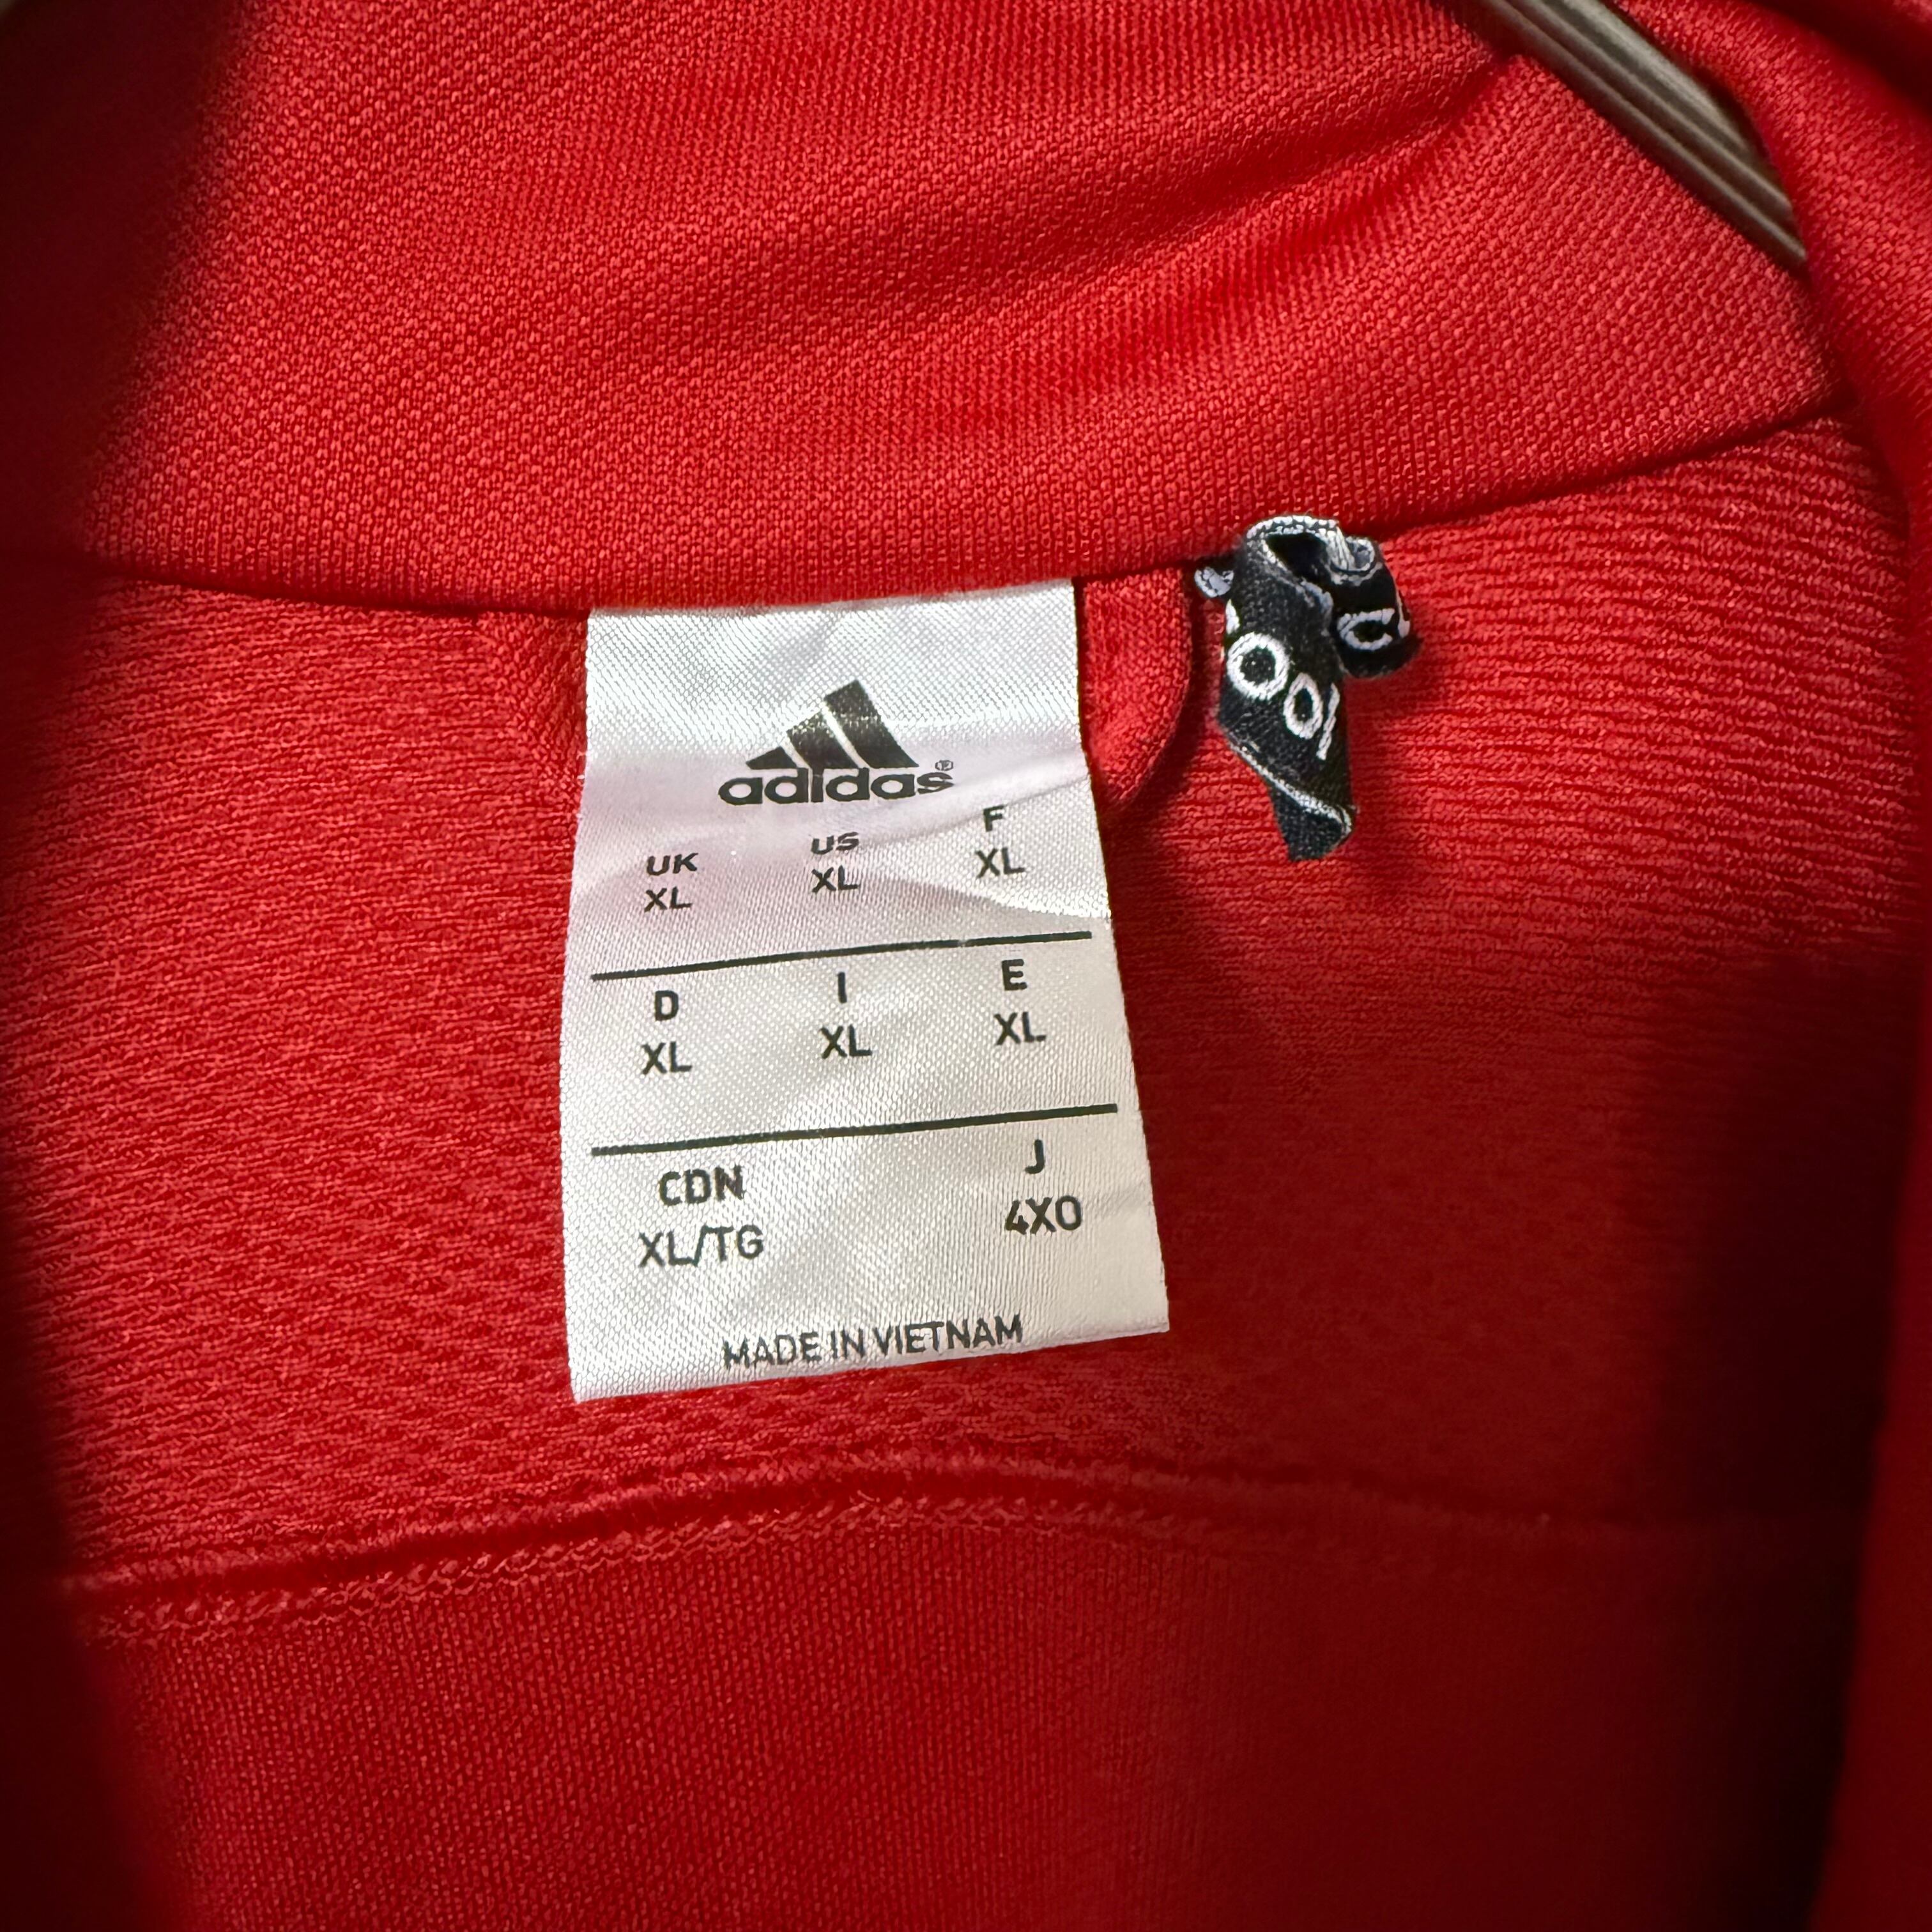 adidas®
UK US F
XL XL XL
D I E
XL XL XL
CDN J
XL/TG 4XO
MADE IN VIETNAM